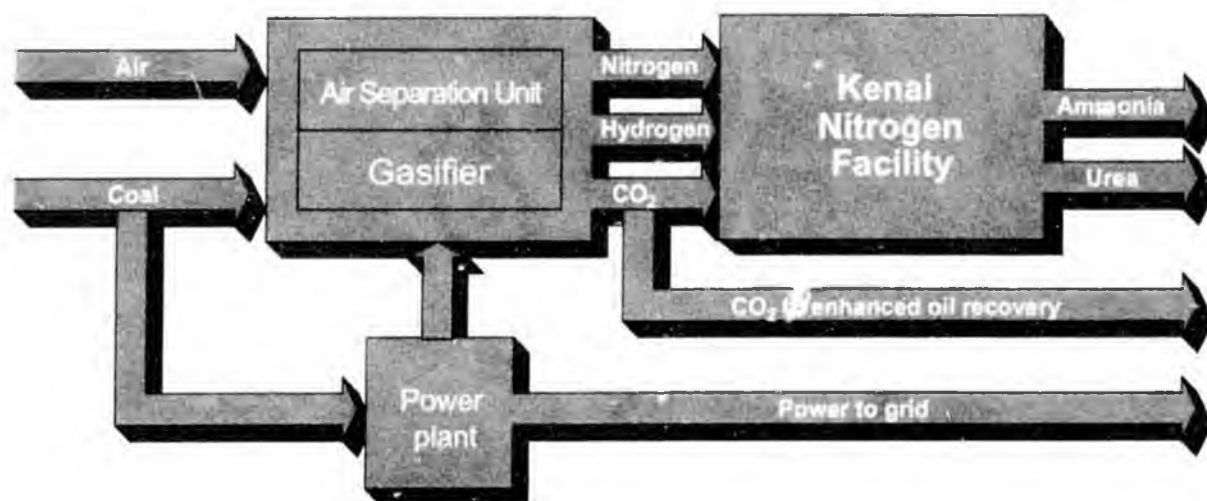 Air
Air Separation Unit
Gasifier
Coal
Nitrogen
Hydrogen
CO₂
Kenai
Nitrogen
Facility
Ammonia
Urea
CO₂ enhanced oil recovery
Power
plant
Power to grid